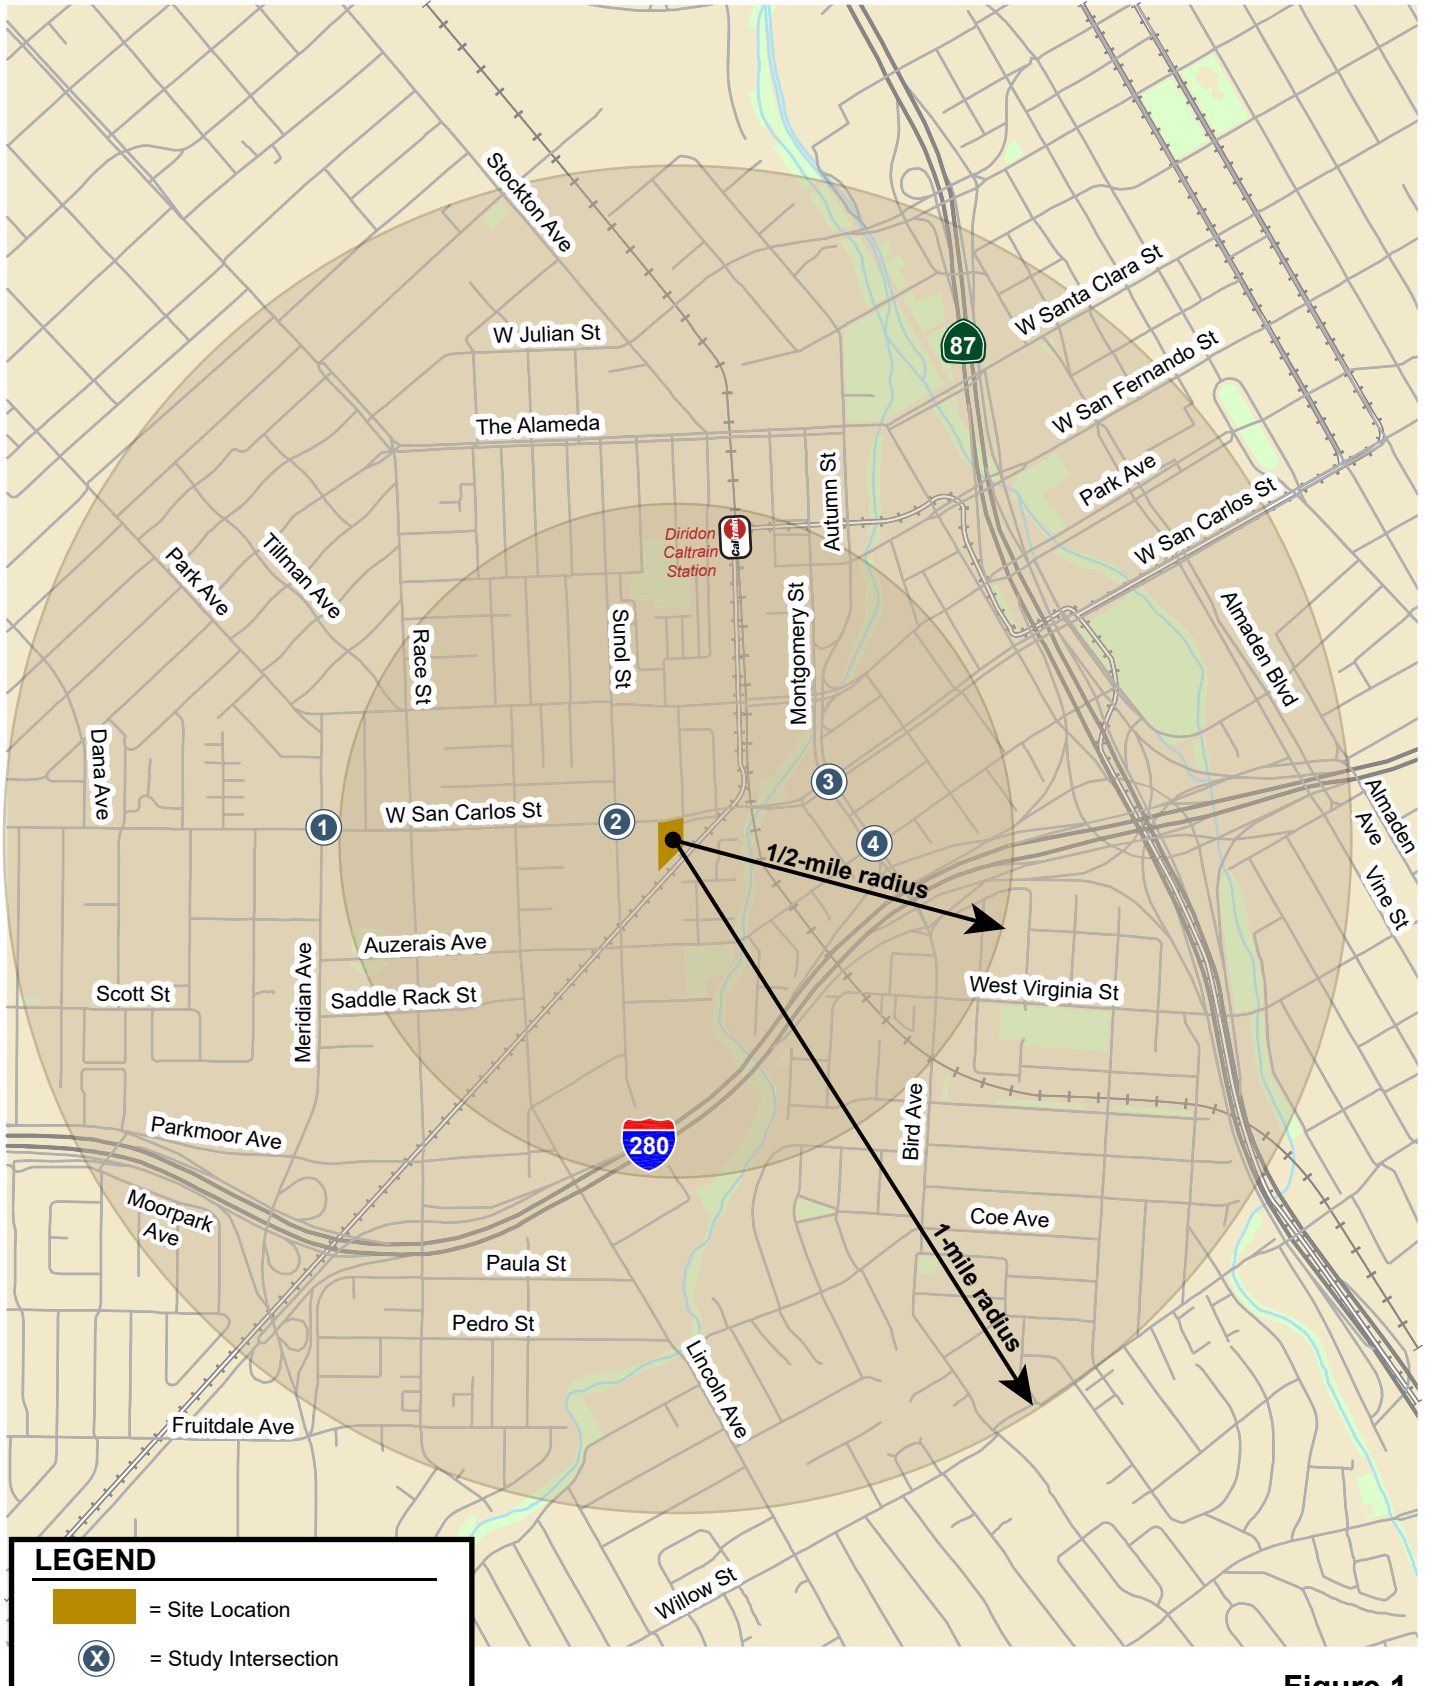 Stockton Ave
W Santa Clara St
W Julian St
87
W San Fernando St
The Alameda
Autumn St
Park Ave
W San Carlos St
Diridon
Caltrain
Station
Caltrain
Park Ave
Tillman Ave
Race St
Sunol St
Montgomery St
Almaden Blvd
Dana Ave
3
W San Carlos St
1
2
4
Almaden
Ave
1/2-mile radius
Vine St
Auzerais Ave
Meridian Ave
Scott St
Saddle Rack St
West Virginia St
Bird Ave
Parkmoor Ave
280
Moorpark
Ave
Coe Ave
Paula St
1-mile radius
Pedro St
Lincoln Ave
Fruitdale Ave
Willow St
LEGEND
= Site Location
X = Study Intersection
Figure 1